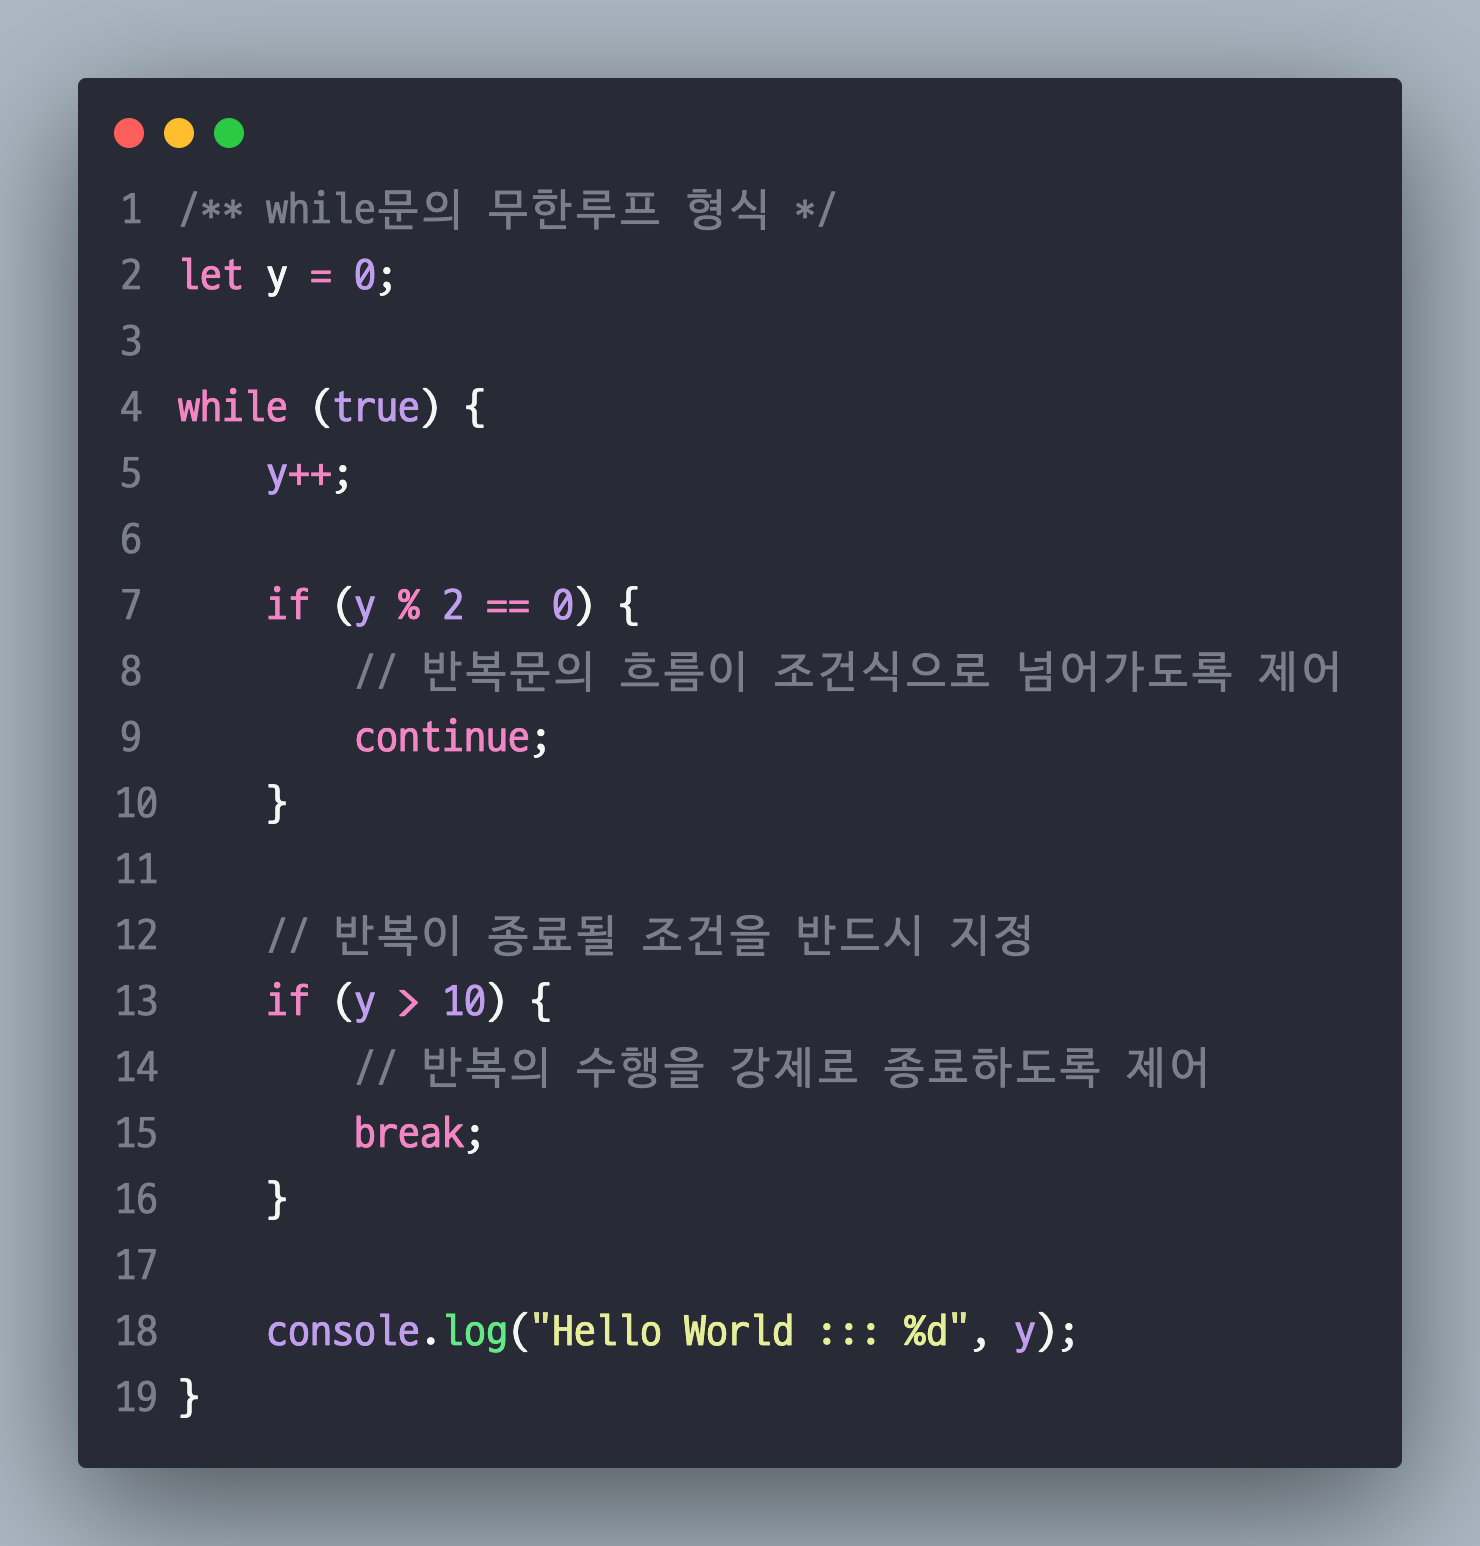 1 /** while문의 무한루프 형식 */
2 let y = 0;
3
4 while (true) {
5     y++;
6
7     if (y % 2 == 0) {
8         // 반복문의 흐름이 조건식으로 넘어가도록 제어
9         continue;
10     }
11
12     // 반복이 종료될 조건을 반드시 지정
13     if (y > 10) {
14         // 반복의 수행을 강제로 종료하도록 제어
15         break;
16     }
17
18     console.log("Hello World ::: %d", y);
19 }